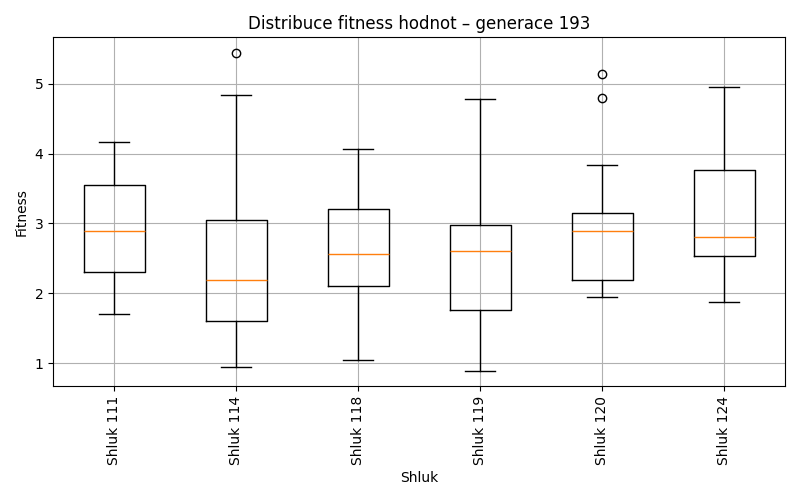 Distribuce fitness hodnot – generace 193
Fitness
5
4
3
2
1
Shluk 111
Shluk 114
Shluk 118
Shluk 119
Shluk 120
Shluk 124
Shluk